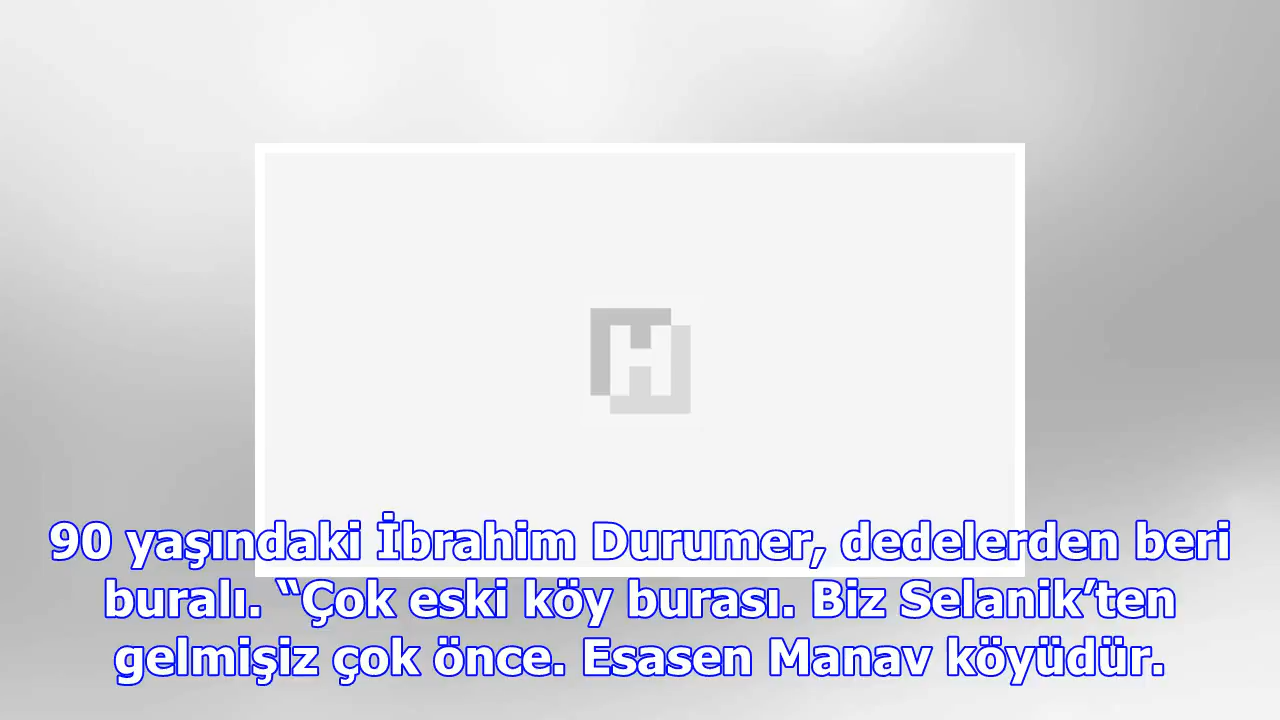 H
90 yaşındaki İbrahim Durumer, dedelerden beri
buralı. “Çok eski köy burası. Biz Selanik’ten
gelmişiz çok önce. Esasen Manav köyüdür.